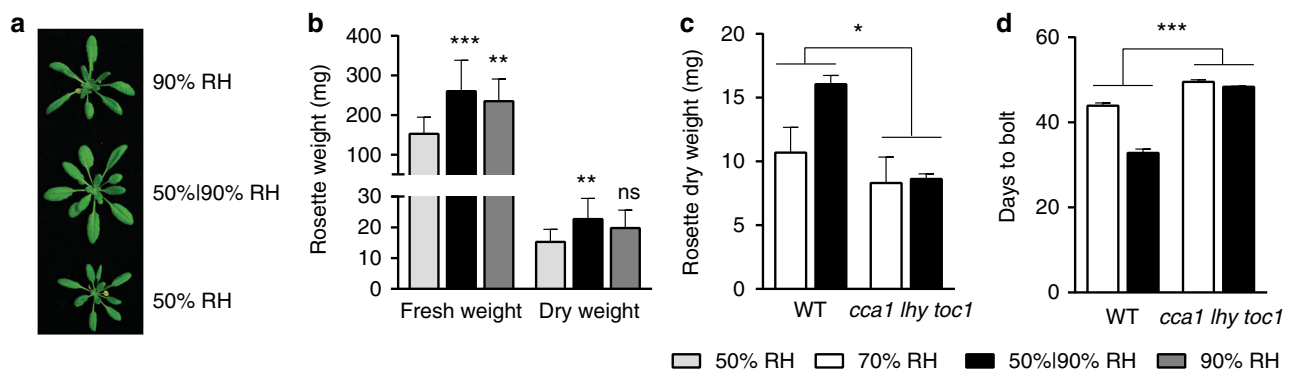 a
90% RH
50%|90% RH
50% RH
b
Rosette weight (mg)
400
300
200
100
30
20
10
0
***
**
**
ns
Fresh weight
Dry weight
c
Rosette dry weight (mg)
20
15
10
5
0
*
WT
cca1 lhy toc1
d
Days to bolt
60
40
20
0
***
WT
cca1 lhy toc1
50% RH
70% RH
50%|90% RH
90% RH